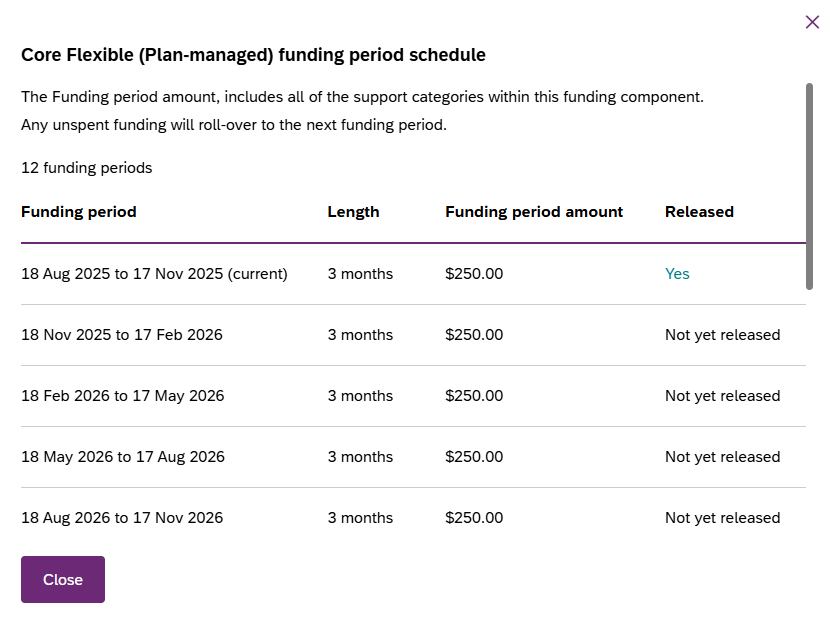 Core Flexible (Plan-managed) funding period schedule
The Funding period amount, includes all of the support categories within this funding component.
Any unspent funding will roll-over to the next funding period.
12 funding periods
Funding period Length Funding period amount Released
18 Aug 2025 to 17 Nov 2025 (current) 3 months $250.00 Yes
18 Nov 2025 to 17 Feb 2026 3 months $250.00 Not yet released
18 Feb 2026 to 17 May 2026 3 months $250.00 Not yet released
18 May 2026 to 17 Aug 2026 3 months $250.00 Not yet released
18 Aug 2026 to 17 Nov 2026 3 months $250.00 Not yet released
Close